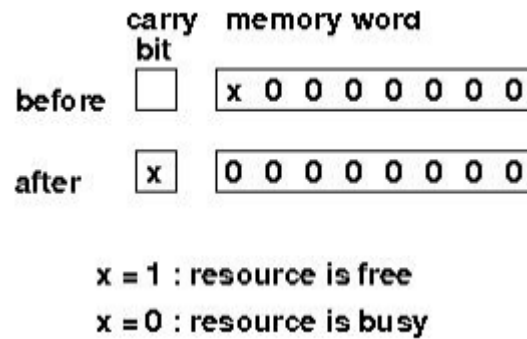 carry memory word
bit
before x 0 0 0 0 0 0 0
after x 0 0 0 0 0 0 0 0
x = 1 : resource is free
x = 0 : resource is busy